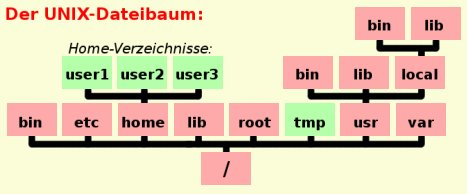 Der UNIX-Dateibaum:
bin lib
Home-Verzeichnisse:
user1 user2 user3 bin lib local
bin etc home lib root tmp usr var
/